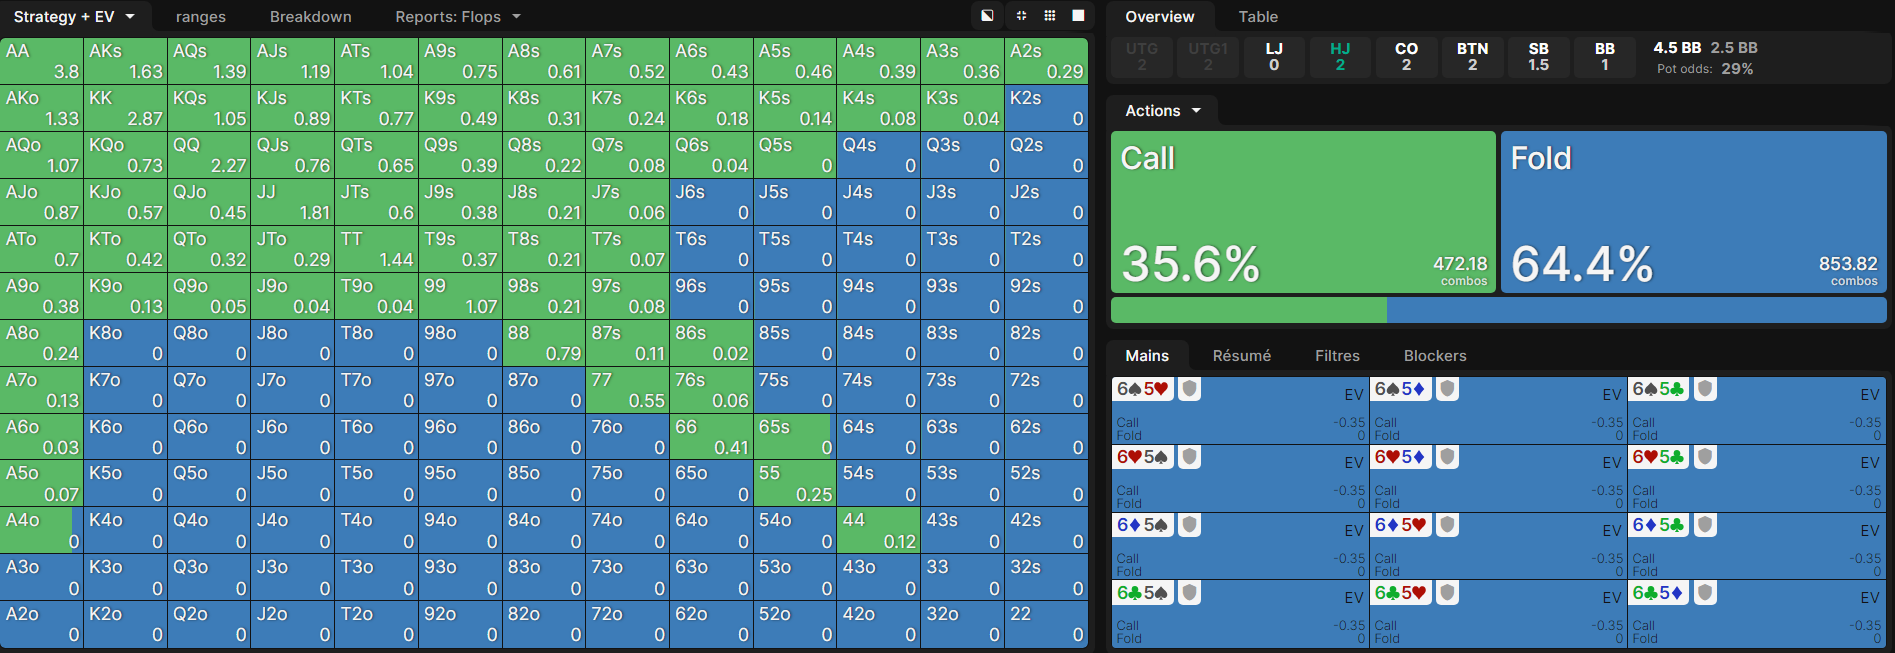 Strategy + EV ranges Breakdown Reports: Flops
AA AKs AQs AJs ATs A9s A8s A7s A6s A5s A4s A3s A2s
3.8 1.63 1.39 1.19 1.04 0.75 0.61 0.52 0.43 0.46 0.39 0.36 0.29
AKo KK KQs KJs KTs K9s K8s K7s K6s K5s K4s K3s K2s
1.33 2.87 1.05 0.89 0.77 0.49 0.31 0.24 0.18 0.14 0.08 0.04 0
AQo KQo QQ QJs QTs Q9s Q8s Q7s Q6s Q5s Q4s Q3s Q2s
1.07 0.73 2.27 0.76 0.65 0.39 0.22 0.08 0.04 0 0 0 0
AJo KJo QJo JJ JTs J9s J8s J7s J6s J5s J4s J3s J2s
0.87 0.57 0.45 1.81 0.6 0.38 0.21 0.06 0 0 0 0 0
ATo KTo QTo JTo TT T9s T8s T7s T6s T5s T4s T3s T2s
0.7 0.42 0.32 0.29 1.44 0.37 0.21 0.07 0 0 0 0 0
A9o K9o Q9o J9o T9o 99 98s 97s 96s 95s 94s 93s 92s
0.38 0.13 0.05 0.04 0.04 1.07 0.21 0.08 0 0 0 0 0
A8o K8o Q8o J8o T8o 98o 88 87s 86s 85s 84s 83s 82s
0.24 0 0 0 0 0 0.79 0.11 0.02 0 0 0 0
A7o K7o Q7o J7o T7o 97o 87o 77 76s 75s 74s 73s 72s
0.13 0 0 0 0 0 0 0.55 0.06 0 0 0 0
A6o K6o Q6o J6o T6o 96o 86o 76o 66 65s 64s 63s 62s
0.03 0 0 0 0 0 0 0 0.41 0 0 0 0
A5o K5o Q5o J5o T5o 95o 85o 75o 65o 55 54s 53s 52s
0.07 0 0 0 0 0 0 0 0 0.25 0 0 0
A4o K4o Q4o J4o T4o 94o 84o 74o 64o 54o 44 43s 42s
0 0 0 0 0 0 0 0 0 0 0.12 0 0
A3o K3o Q3o J3o T3o 93o 83o 73o 63o 53o 43o 33 32s
0 0 0 0 0 0 0 0 0 0 0 0 0
A2o K2o Q2o J2o T2o 92o 82o 72o 62o 52o 42o 32o 22
0 0 0 0 0 0 0 0 0 0 0 0 0
Overview Table
UTG UTG1 LJ HJ CO BTN SB BB 4.5 BB 2.5 BB
2 2 0 2 2 2 1.5 1 Pot odds: 29%
Actions
Call Fold
35.6% 472.18 combos 64.4% 853.82 combos
Mains Résumé Filtres Blockers
6♠5♥ EV 6♠5♦ EV 6♠5♣ EV
Call -0.35 Call -0.35 Call -0.35
Fold 0 Fold 0 Fold 0
6♥5♠ EV 6♥5♦ EV 6♥5♣ EV
Call -0.35 Call -0.35 Call -0.35
Fold 0 Fold 0 Fold 0
6♦5♠ EV 6♦5♥ EV 6♦5♣ EV
Call -0.35 Call -0.35 Call -0.35
Fold 0 Fold 0 Fold 0
6♣5♠ EV 6♣5♥ EV 6♣5♦ EV
Call -0.35 Call -0.35 Call -0.35
Fold 0 Fold 0 Fold 0